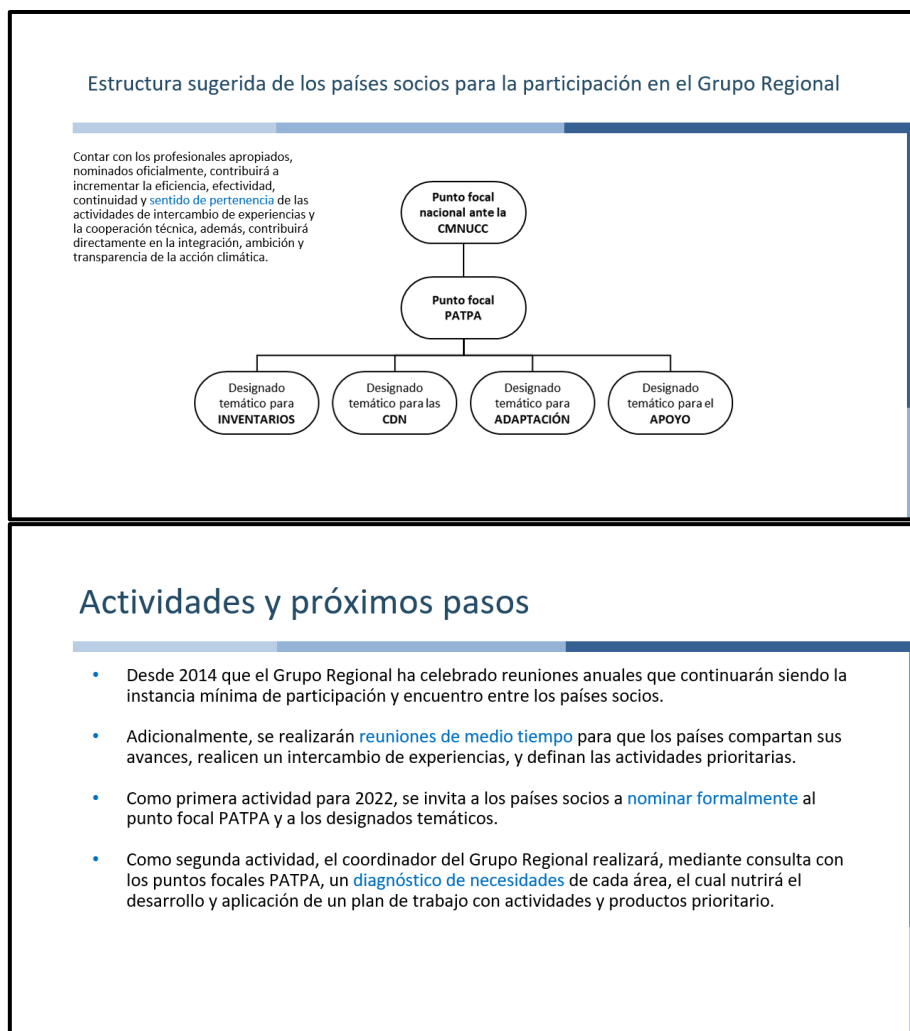 Estructura sugerida de los países socios para la participación en el Grupo Regional
Contar con los profesionales apropiados,
nominados oficialmente, contribuirá a
incrementar la eficiencia, efectividad,
continuidad y sentido de pertenencia de las
actividades de intercambio de experiencias y
la cooperación técnica, además, contribuirá
directamente en la integración, ambición y
transparencia de la acción climática.
Punto focal
nacional ante la
CMNUCC
Punto focal
PATPA
Designado
temático para
INVENTARIOS
Designado
temático para las
CDN
Designado
temático para
ADAPTACIÓN
Designado
temático para el
APOYO
Actividades y próximos pasos
• Desde 2014 que el Grupo Regional ha celebrado reuniones anuales que continuarán siendo la
instancia mínima de participación y encuentro entre los países socios.
• Adicionalmente, se realizarán reuniones de medio tiempo para que los países compartan sus
avances, realicen un intercambio de experiencias, y definan las actividades prioritarias.
• Como primera actividad para 2022, se invita a los países socios a nominar formalmente al
punto focal PATPA y a los designados temáticos.
• Como segunda actividad, el coordinador del Grupo Regional realizará, mediante consulta con
los puntos focales PATPA, un diagnóstico de necesidades de cada área, el cual nutrirá el
desarrollo y aplicación de un plan de trabajo con actividades y productos prioritario.